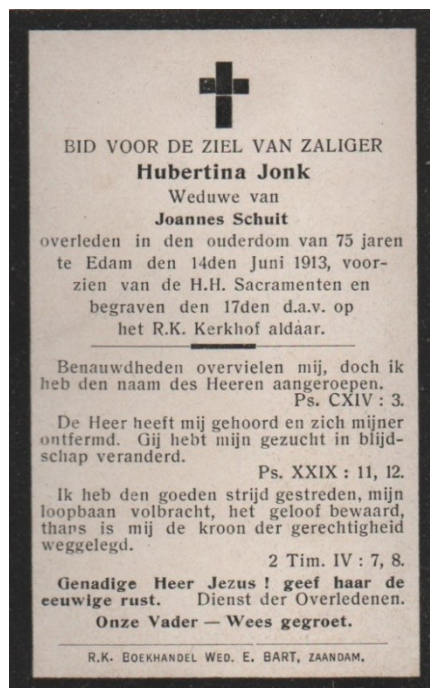 BID VOOR DE ZIEL VAN ZALIGER
Hubertina Jonk
Weduwe van
Joannes Schuit
overleden in den ouderdom van 75 jaren
te Edam den 14den Juni 1913, voor-
zien van de H.H. Sacramenten en
begraven den 17den d.a.v. op
het R.K. Kerkhof aldáar.
Benauwdheden overvielen mij, doch ik
heb den naam des Heeren aangeroepen.
Ps. CXIV : 3.
De Heer heeft mij gehoord en zich mijner
ontfermd. Gij hebt mijn gezucht in blijd-
schap veranderd.
Ps. XXIX : 11, 12.
Ik heb den goeden strijd gestreden, mijn
loopbaan volbracht, het geloof bewaard,
thans is mij de kroon der gerechtigheid
weggelegd.
2 Tim. IV : 7, 8.
Genadige Heer Jezus ! geef haar de
eeuwige rust. Dienst der Overledenen.
Onze Vader — Wees gegroet.
R.K. BOEKHANDEL WED. E. BART, ZAANDAM.